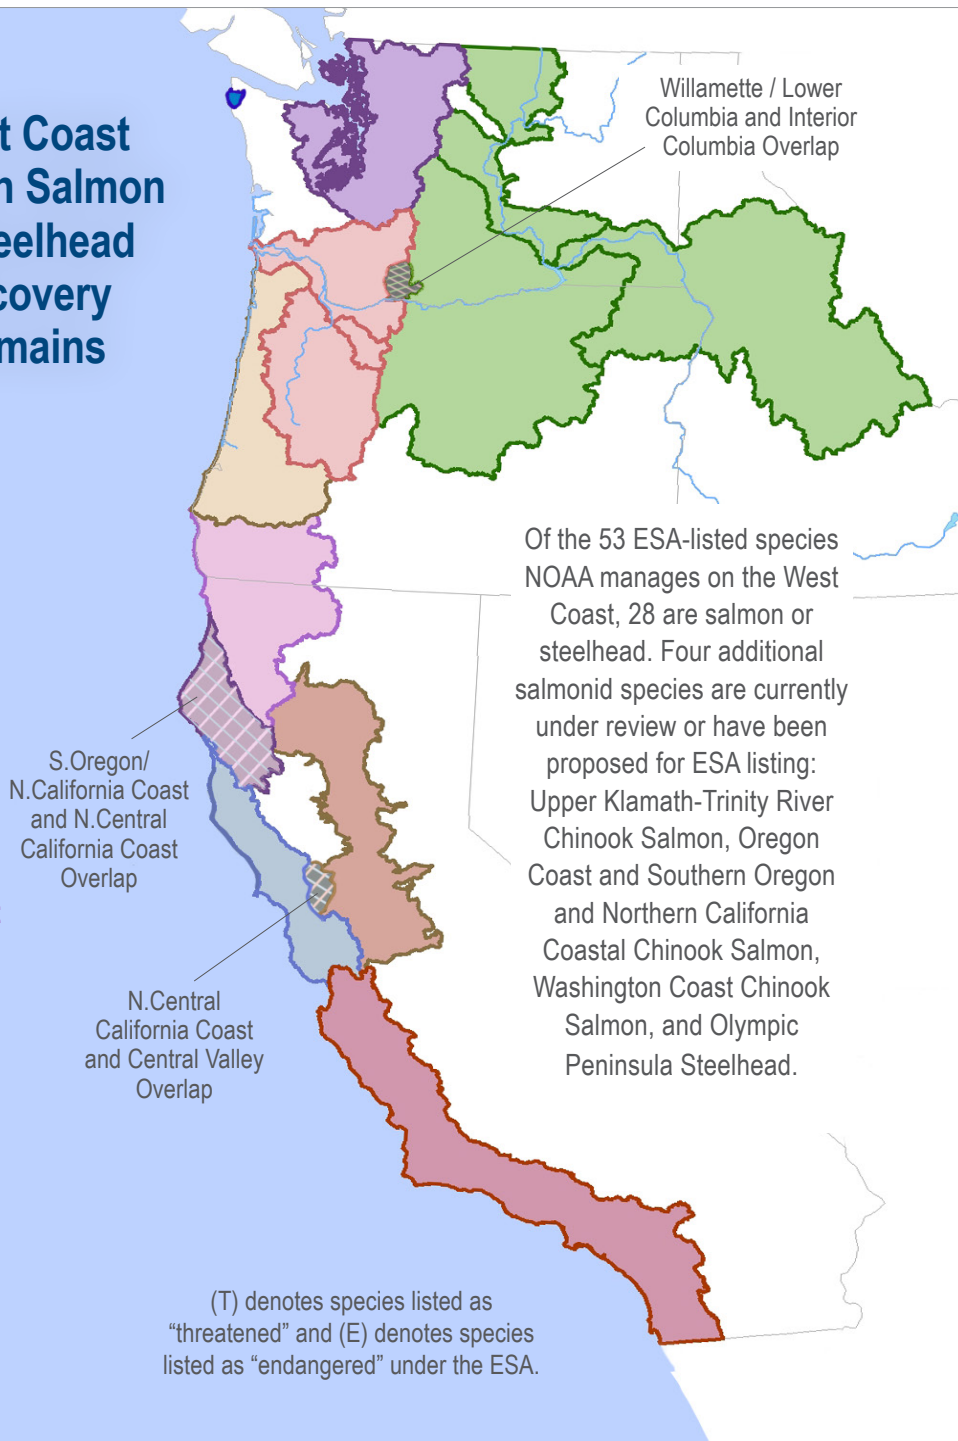 t Coast
n Salmon
eelhead
covery
mains
Willamette / Lower
Columbia and Interior
Columbia Overlap
Of the 53 ESA-listed species
NOAA manages on the West
Coast, 28 are salmon or
steelhead. Four additional
salmonid species are currently
under review or have been
proposed for ESA listing:
Upper Klamath-Trinity River
Chinook Salmon, Oregon
Coast and Southern Oregon
and Northern California
Coastal Chinook Salmon,
Washington Coast Chinook
Salmon, and Olympic
Peninsula Steelhead.
S.Oregon/
N.California Coast
and N.Central
California Coast
Overlap
N.Central
California Coast
and Central Valley
Overlap
(T) denotes species listed as
“threatened” and (E) denotes species
listed as “endangered” under the ESA.